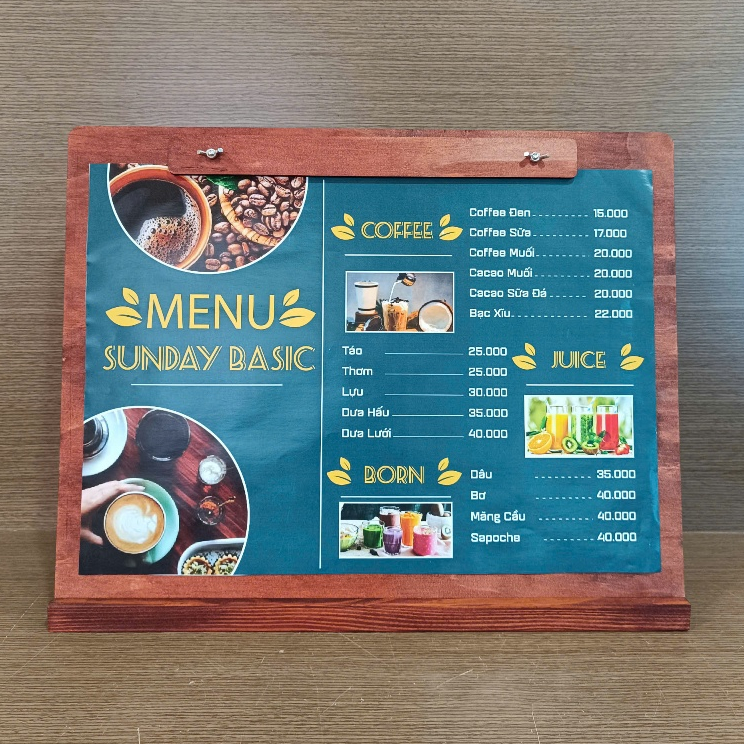 MENU
SUNDAY BASIC
COFFEE
Coffee Đen 15.000
Coffee Sữa 17.000
Coffee Muối 20.000
Cacao Muối 20.000
Cacao Sữa Đá 20.000
Bạc Xĩu 22.000
JUICE
Táo 25.000
Thơm 25.000
Lựu 30.000
Dưa Hấu 35.000
Dưa Lưới 40.000
BORN
Dâu 35.000
Bơ 40.000
Mãng Cầu 40.000
Sapoche 40.000